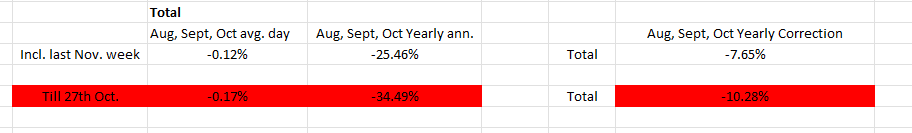 Total
Aug, Sept, Oct avg. day Aug, Sept, Oct Yearly ann. Aug, Sept, Oct Yearly Correction
Incl. last Nov. week -0.12% -25.46% Total -7.65%
Till 27th Oct. -0.17% -34.49% Total -10.28%